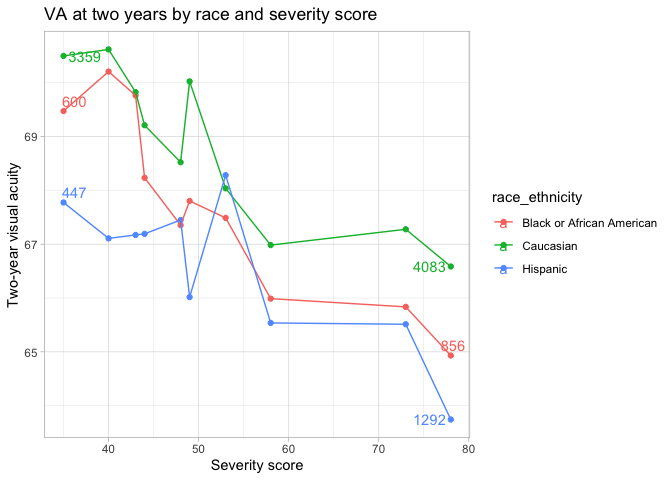 VA at two years by race and severity score
3359
600
69
447
race_ethnicity
Black or African American
a
Caucasian
a
Hispanic
a
67
Two-year visual acuity
4083
856
65
1292
40
50
60
70
80
Severity score